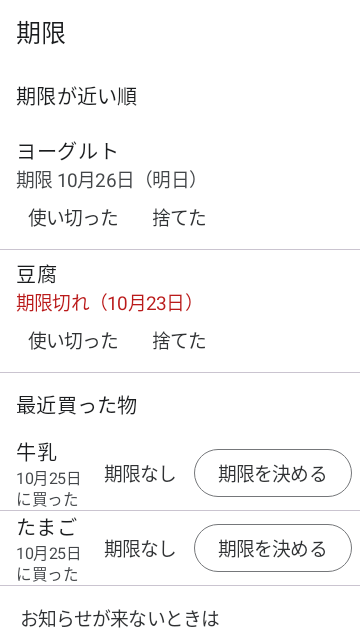 期限
期限が近い順
ヨーグルト
期限 10月26日（明日）
使い切った　捨てた
豆腐
期限切れ（10月23日）
使い切った　捨てた
最近買った物
牛乳
10月25日
に買った
期限なし
期限を決める
たまご
10月25日
に買った
期限なし
期限を決める
お知らせが来ないときは